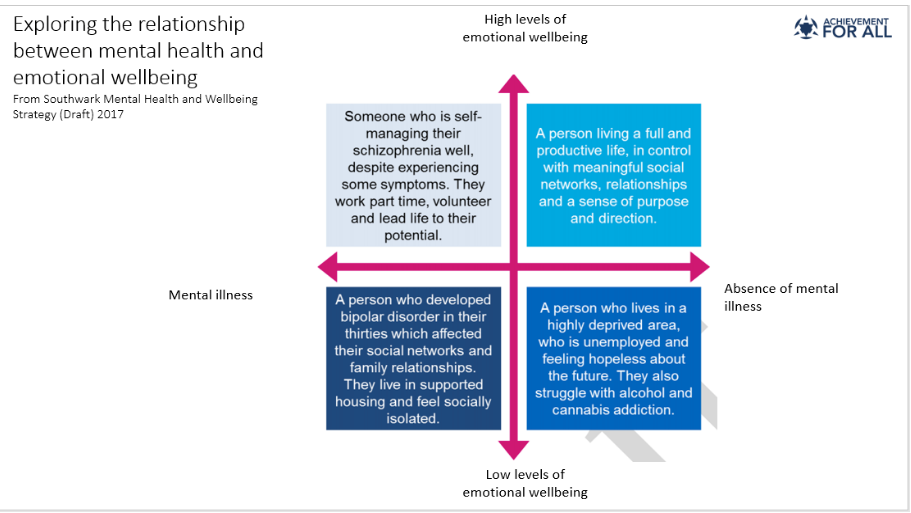 Exploring the relationship
between mental health and
emotional wellbeing
From Southwark Mental Health and Wellbeing
Strategy (Draft) 2017
High levels of
emotional wellbeing
ACHIEVEMENT
FOR ALL
Someone who is self-
managing their
schizophrenia well,
despite experiencing
some symptoms. They
work part time, volunteer
and lead life to their
potential.
A person living a full and
productive life, in control
with meaningful social
networks, relationships
and a sense of purpose
and direction.
Mental illness
Absence of mental
illness
A person who developed
bipolar disorder in their
thirties which affected
their social networks and
family relationships.
They live in supported
housing and feel socially
isolated.
A person who lives in a
highly deprived area,
who is unemployed and
feeling hopeless about
the future. They also
struggle with alcohol and
cannabis addiction.
Low levels of
emotional wellbeing